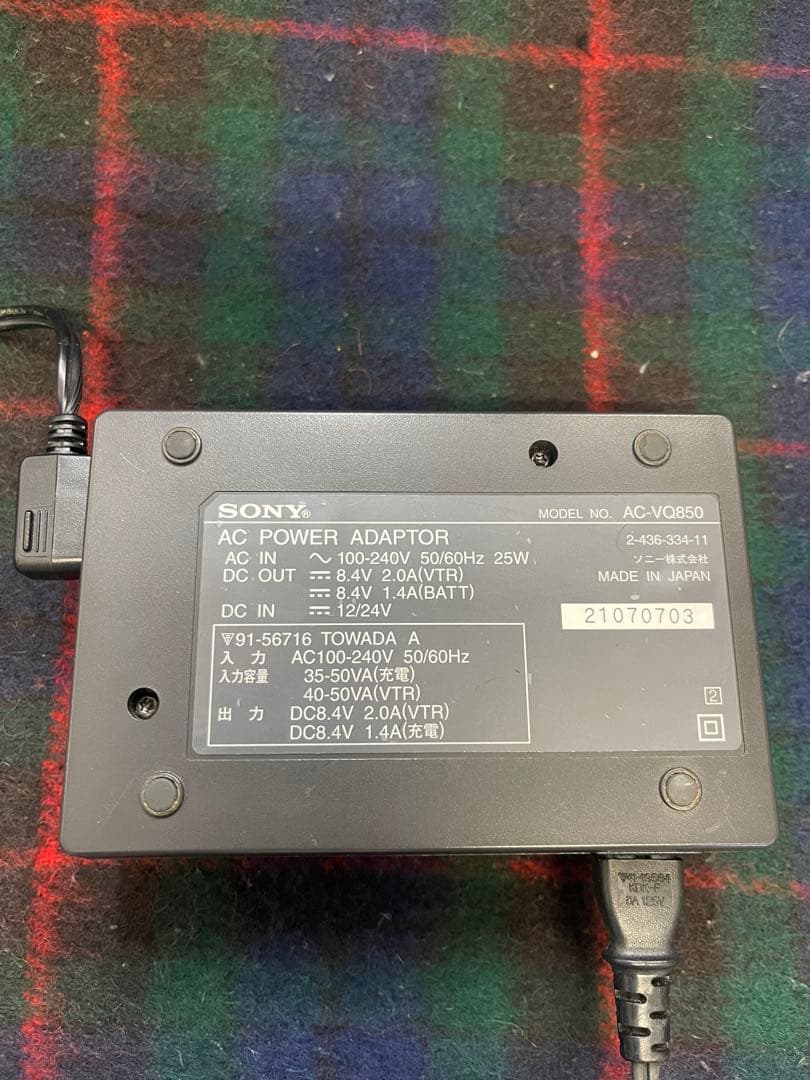 SONY®
MODEL NO. AC-VQ850
AC POWER ADAPTOR
2-436-334-11
AC IN ～ 100-240V 50/60Hz 25W
ソニー株式会社
DC OUT ⎓ 8.4V 2.0A(VTR)
MADE IN JAPAN
⎓ 8.4V 1.4A(BATT)
DC IN ⎓ 12/24V
21070703
91-56716 TOWADA A
入力 AC100-240V 50/60Hz
入力容量 35-50VA(充電)
40-50VA(VTR)
2
出力 DC8.4V 2.0A(VTR)
DC8.4V 1.4A(充電)
41-13564
KDK-F
125V